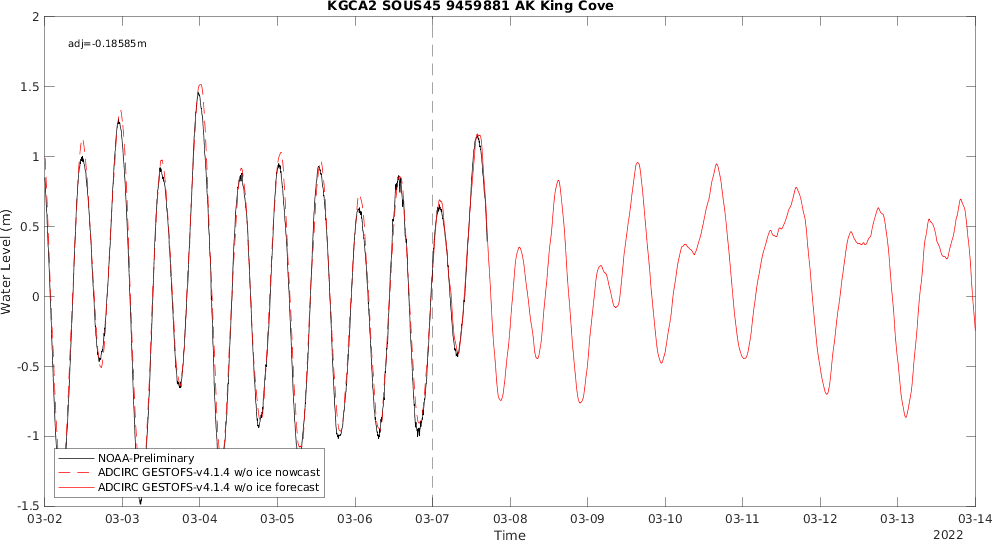 KGCA2 SOUS45 9459881 AK King Cove
adj=-0.18585m
Water Level (m)
2
1.5
1
0.5
0
-0.5
-1
-1.5
NOAA-Preliminary
ADCIRC GESTOFS-v4.1.4 w/o ice nowcast
ADCIRC GESTOFS-v4.1.4 w/o ice forecast
03-02 03-03 03-04 03-05 03-06 03-07 03-08 03-09 03-10 03-11 03-12 03-13 03-14
Time
2022